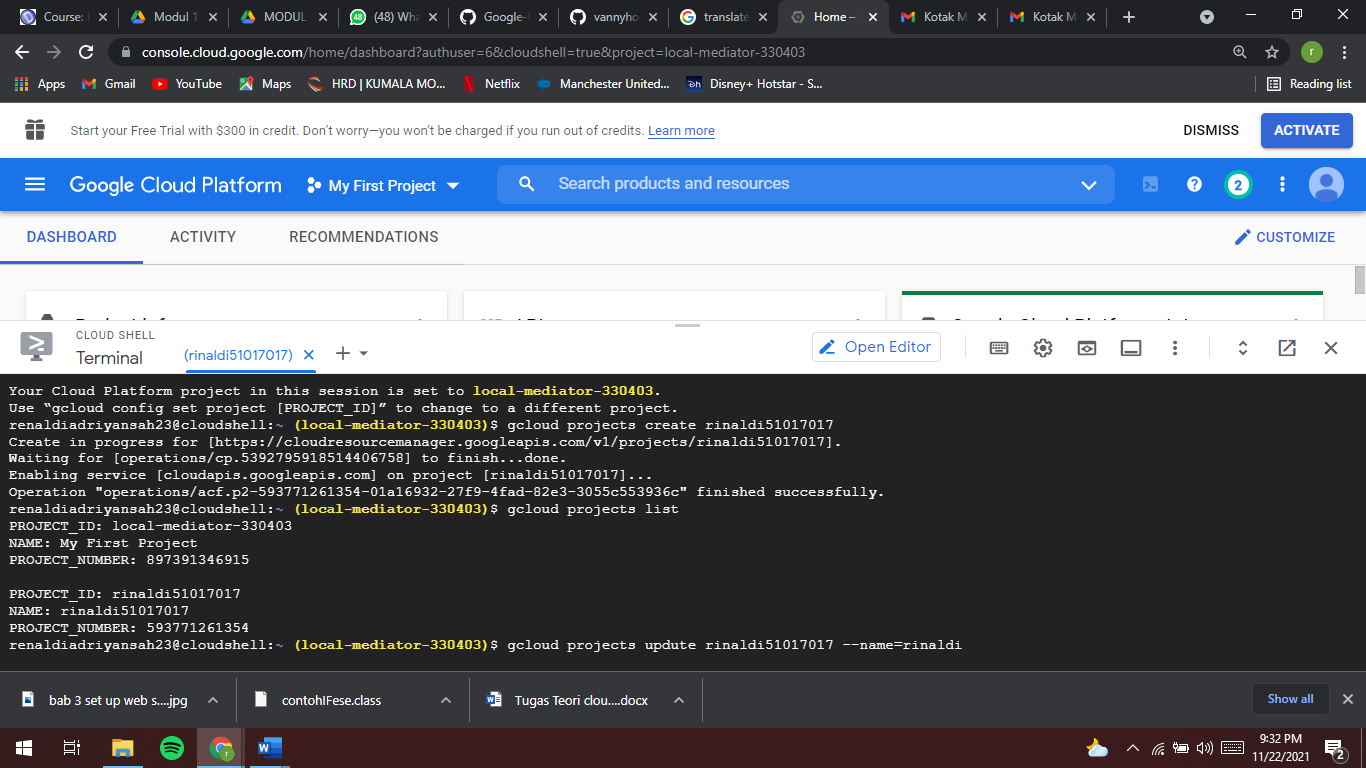 Course:
Modul 1
MODUL
(48) Wha
Google-
vannyho
translate
Home –
Kotak M
Kotak M
console.cloud.google.com/home/dashboard?authuser=6&cloudshell=true&project=local-mediator-330403
r
Apps
Gmail
YouTube
Maps
HRD | KUMALA MO...
Netflix
Manchester United...
Disney+ Hotstar - S...
Reading list
Start your Free Trial with $300 in credit. Don't worry—you won't be charged if you run out of credits. Learn more
DISMISS
ACTIVATE
Google Cloud Platform
My First Project
Search products and resources
2
DASHBOARD
ACTIVITY
RECOMMENDATIONS
CUSTOMIZE
CLOUD SHELL
Terminal
(rinaldi51017017)
Open Editor
Your Cloud Platform project in this session is set to local-mediator-330403.
Use “gcloud config set project [PROJECT_ID]” to change to a different project.
renaldiadriyansah23@cloudshell:~ (local-mediator-330403)$ gcloud projects create rinaldi51017017
Create in progress for [https://cloudresourcemanager.googleapis.com/v1/projects/rinaldi51017017].
Waiting for [operations/cp.5392795918514406758] to finish...done.
Enabling service [cloudapis.googleapis.com] on project [rinaldi51017017]...
Operation "operations/acf.p2-593771261354-01a16932-27f9-4fad-82e3-3055c553936c" finished successfully.
renaldiadriyansah23@cloudshell:~ (local-mediator-330403)$ gcloud projects list
PROJECT_ID: local-mediator-330403
NAME: My First Project
PROJECT_NUMBER: 897391346915
PROJECT_ID: rinaldi51017017
NAME: rinaldi51017017
PROJECT_NUMBER: 593771261354
renaldiadriyansah23@cloudshell:~ (local-mediator-330403)$ gcloud projects updute rinaldi51017017 --name=rinaldi
bab 3 set up web s....jpg
contohIFese.class
Tugas Teori clou....docx
Show all
9:32 PM
11/22/2021
2